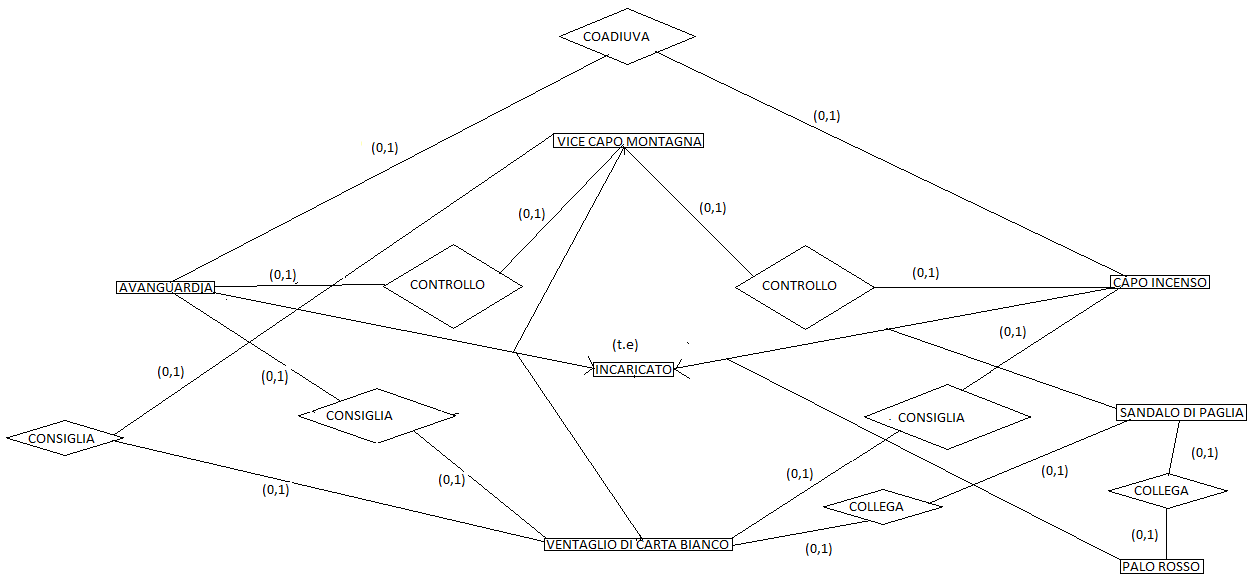 COADIUVA
(0,1)
(0,1)
VICE CAPO MONTAGNA
(0,1)
(0,1)
AVANGUARDIA
(0,1)
CONTROLLO
CONTROLLO
(0,1)
CAPO INCENSO
(t.e)
(0,1)
INCARICATO
(0,1)
(0,1)
CONSIGLIA
CONSIGLIA
CONSIGLIA
SANDALO DI PAGLIA
(0,1)
(0,1)
(0,1)
(0,1)
(0,1)
COLLEGA
COLLEGA
(0,1)
(0,1)
VENTAGLIO DI CARTA BIANCO
PALO ROSSO